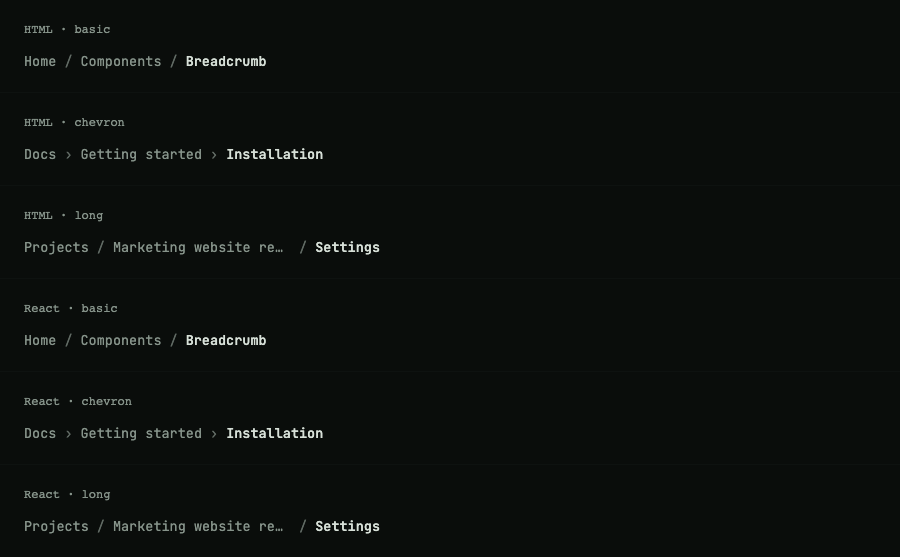 HTML · basic
Home / Components / Breadcrumb
HTML · chevron
Docs › Getting started › Installation
HTML · long
Projects / Marketing website re… / Settings
React · basic
Home / Components / Breadcrumb
React · chevron
Docs › Getting started › Installation
React · long
Projects / Marketing website re… / Settings